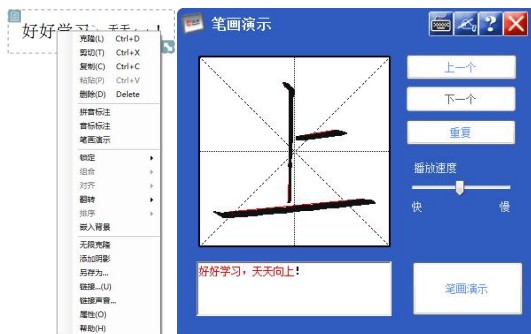 好好学习，天天向上！
克隆(L) Ctrl+D
剪切(T) Ctrl+X
复制(C) Ctrl+C
粘贴(P) Ctrl+V
删除(D) Delete
拼音标注
音标标注
笔画演示
锁定
组合
对齐
翻转
排序
嵌入背景
无限克隆
添加阴影
另存为...
链接...(U)
链接声音...
属性(O)
帮助(H)
笔画演示
上
上一个
下一个
重复
播放速度
快 慢
好好学习，天天向上!
笔画演示